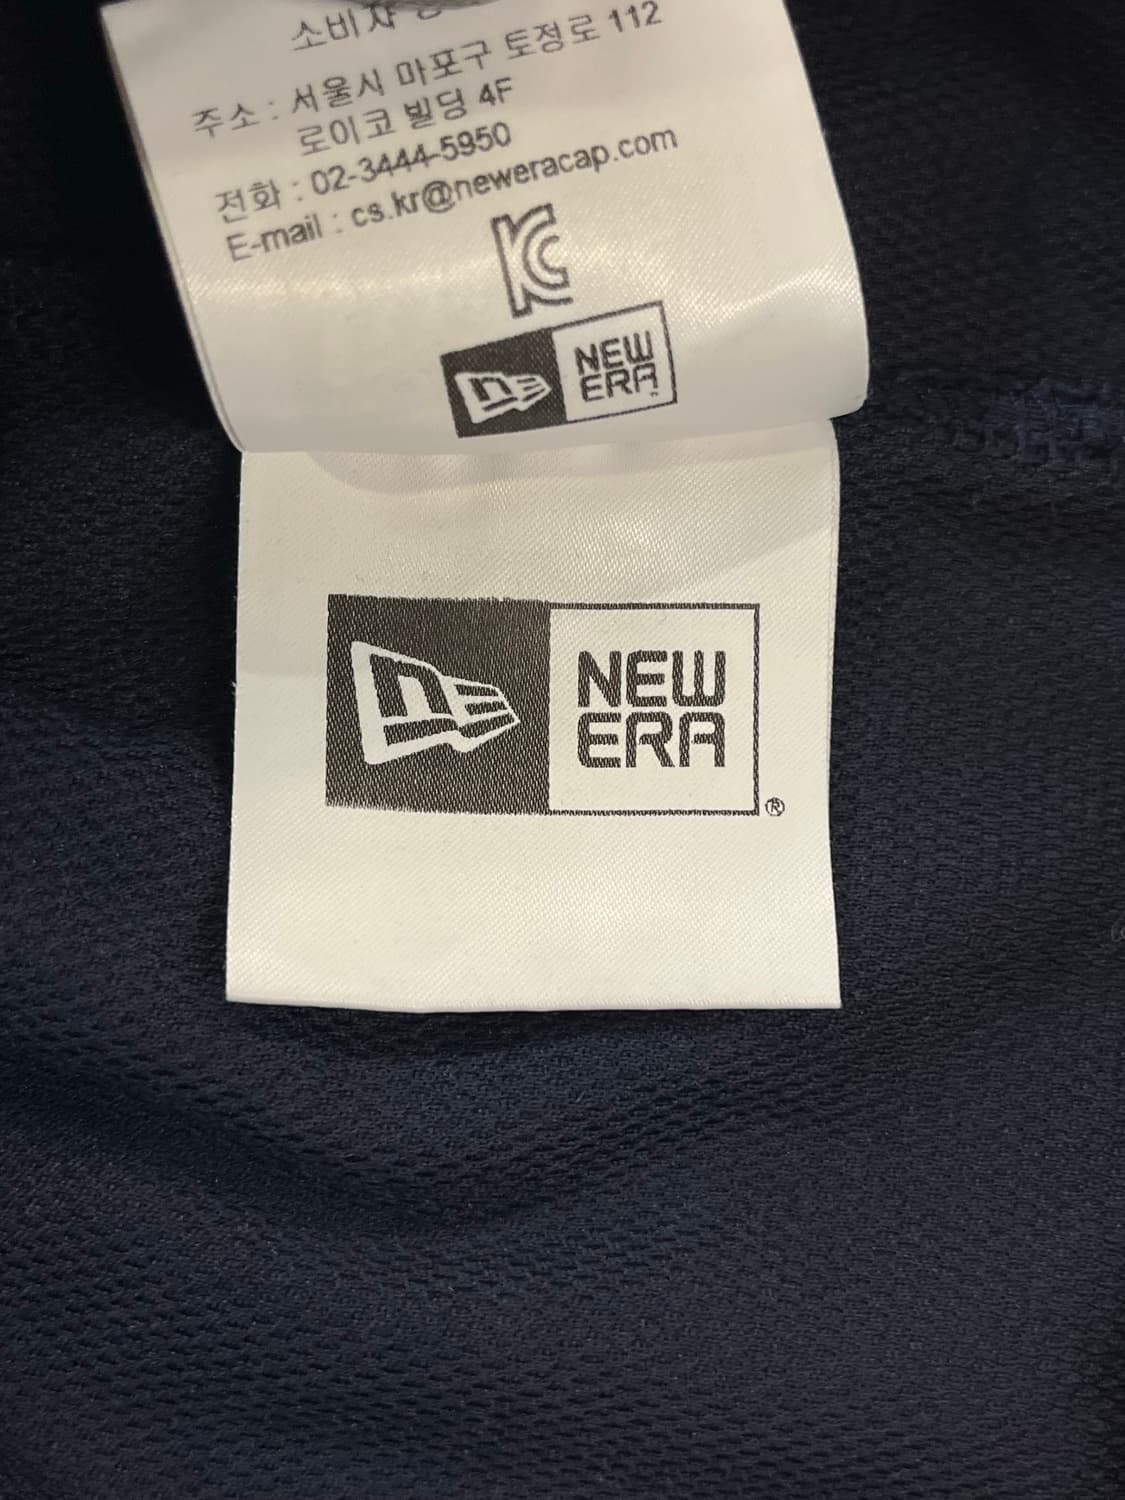 소비자
주소 : 서울시 마포구 토정로 112
로이코 빌딩 4F
전화 : 02-3444-5950
E-mail : cs.kr@neweracap.com
KC
NEW
ERA
NEW
ERA
®